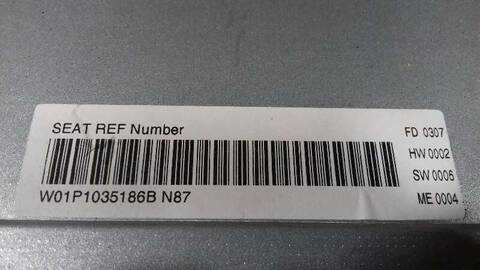 SEAT REF Number
W01P1035186B N87
FD 0307
HW 0002
SW 0006
ME 0004